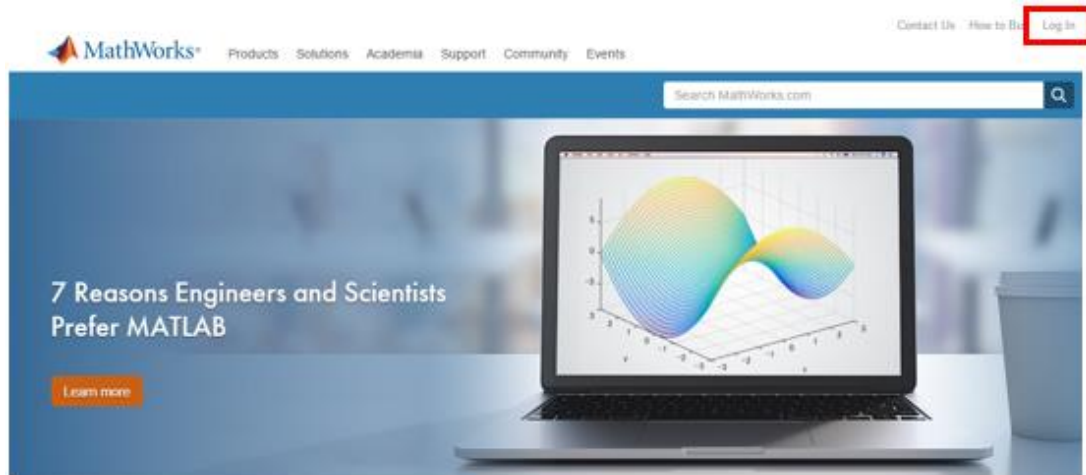 Contact Us How to Buy Log In
MathWorks®
Products Solutions Academia Support Community Events
Search MathWorks.com
7 Reasons Engineers and Scientists
Prefer MATLAB
Learn more